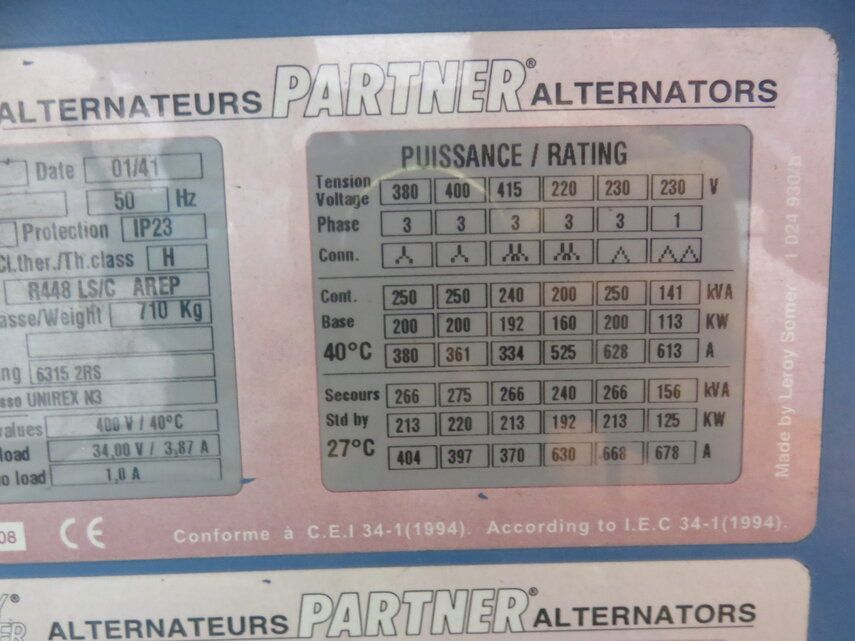 ALTERNATEURS PARTNER® ALTERNATORS
Date 01/41
50 Hz
Protection IP23
Cl.ther./Th.class H
R448 LS/C AREP
asse/Weight 710 Kg
ng 6315 2RS
sso UNIREX N3
values 400 V / 40°C
load 34,00 V / 3,87 A
o load 1,0 A
08 CE
PUISSANCE / RATING
Tension
Voltage 380 400 415 220 230 230 V
Phase 3 3 3 3 3 1
Conn.
Cont. 250 250 240 200 250 141 kVA
Base 200 200 192 160 200 113 KW
40°C 380 361 334 525 628 613 A
Secours 266 275 266 240 266 156 kVA
Std by 213 220 213 192 213 125 KW
27°C 404 397 370 630 668 678 A
Made by Leroy Somer 1 024 930/h
Conforme à C.E.I 34-1(1994). According to I.E.C 34-1(1994).
Y®
ER
ALTERNATEURS PARTNER® ALTERNATORS